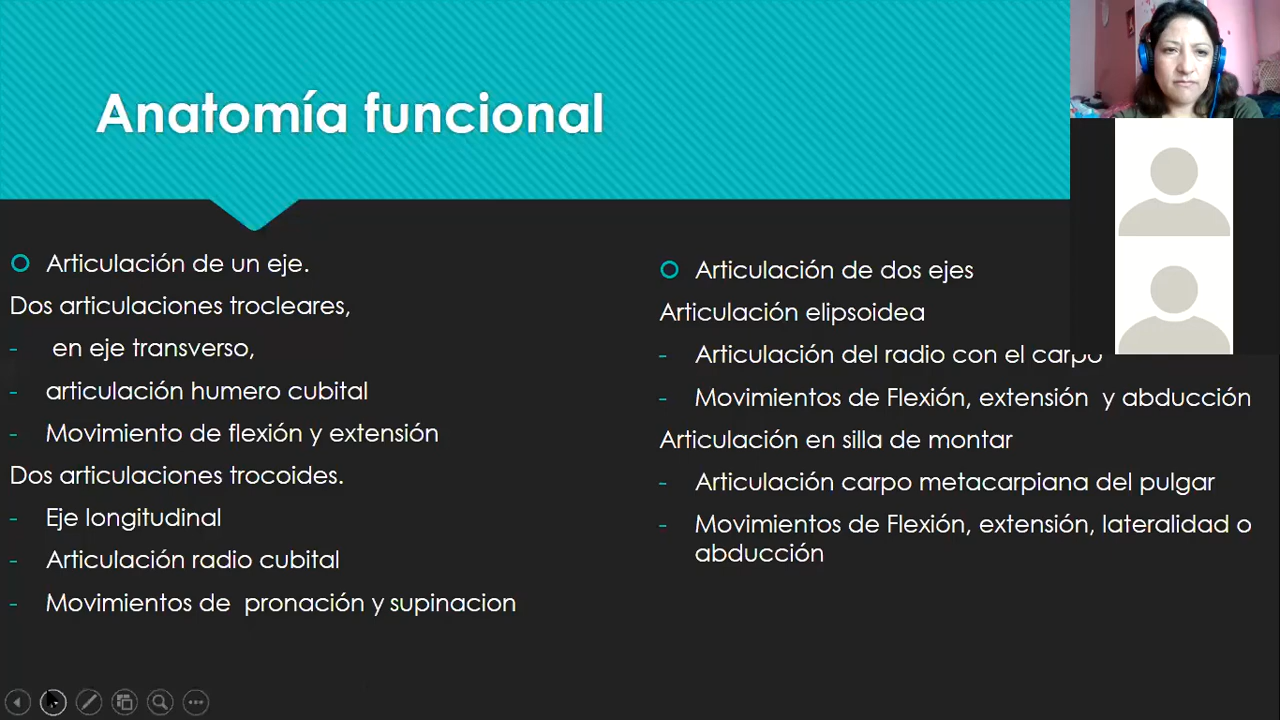 Anatomía funcional
Articulación de un eje.
Dos articulaciones trocleares,
- en eje transverso,
- articulación humero cubital
- Movimiento de flexión y extensión
Dos articulaciones trocoides.
- Eje longitudinal
- Articulación radio cubital
- Movimientos de pronación y supinacion
Articulación de dos ejes
Articulación elipsoidea
- Articulación del radio con el carpo
- Movimientos de Flexión, extensión y abducción
Articulación en silla de montar
- Articulación carpo metacarpiana del pulgar
- Movimientos de Flexión, extensión, lateralidad o
abducción